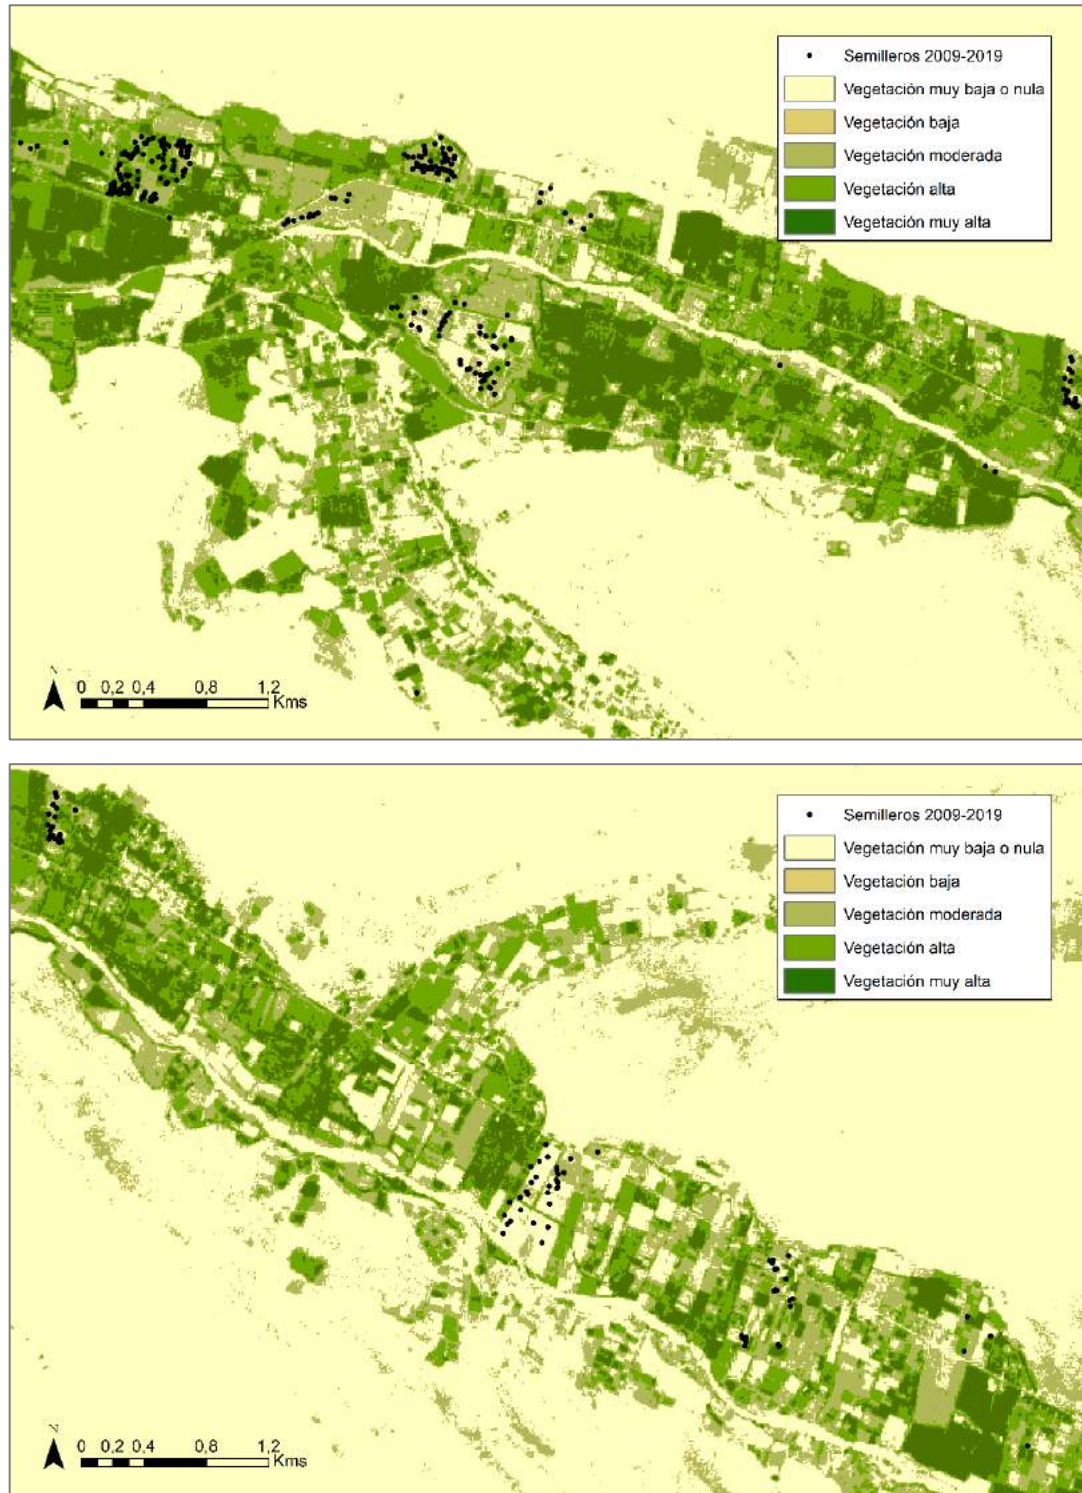 Semilleros 2009-2019
Vegetación muy baja o nula
Vegetación baja
Vegetación moderada
Vegetación alta
Vegetación muy alta
N
0 0,2 0,4 0,8 1,2
Kms
Semilleros 2009-2019
Vegetación muy baja o nula
Vegetación baja
Vegetación moderada
Vegetación alta
Vegetación muy alta
N
0 0,2 0,4 0,8 1,2
Kms